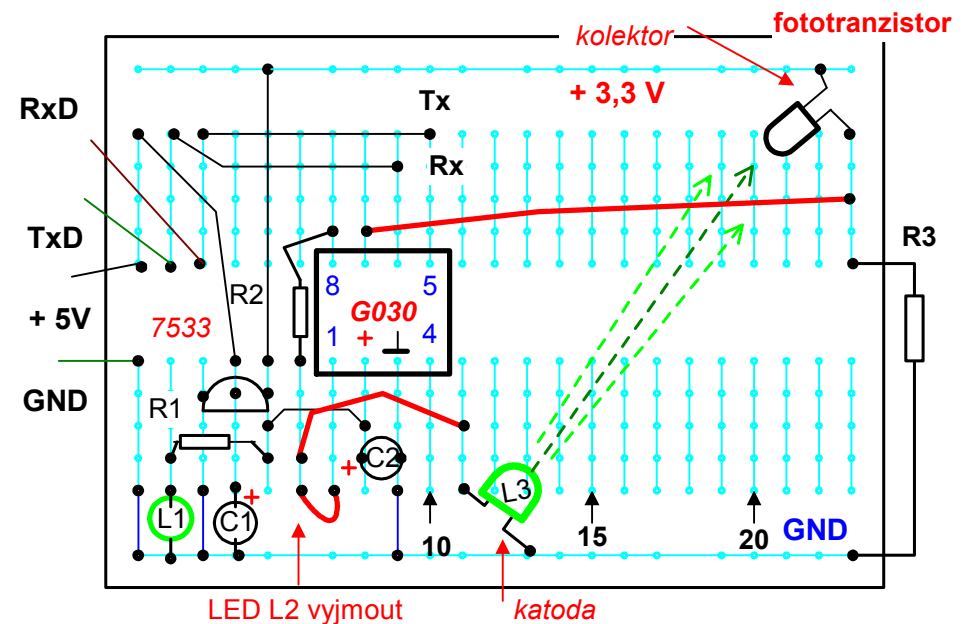 fototranzistor
kolektor
+ 3,3 V
RxD
Tx
Rx
TxD
R3
R2
8 5
G030
+ 5V
7533
1 + 4
GND
R1
+ C2
L3
L1 C1 +
10 15 20 GND
LED L2 vyjmout katoda